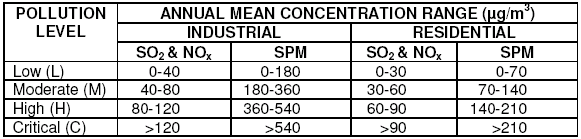 POLLUTION LEVEL ANNUAL MEAN CONCENTRATION RANGE (µg/m³)
INDUSTRIAL RESIDENTIAL
SO₂ & NOₓ SPM SO₂ & NOₓ SPM
Low (L) 0-40 0-180 0-30 0-70
Moderate (M) 40-80 180-360 30-60 70-140
High (H) 80-120 360-540 60-90 140-210
Critical (C) >120 >540 >90 >210